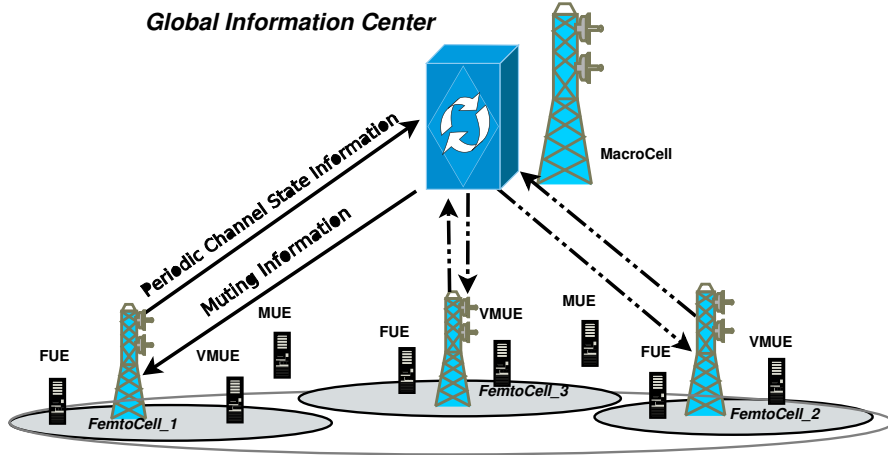 Global Information Center
MacroCell
Periodic Channel State Information
Muting Information
MUE
VMUE
MUE
FUE
FUE
VMUE
FUE
VMUE
FemtoCell_3
FemtoCell_1
FemtoCell_2